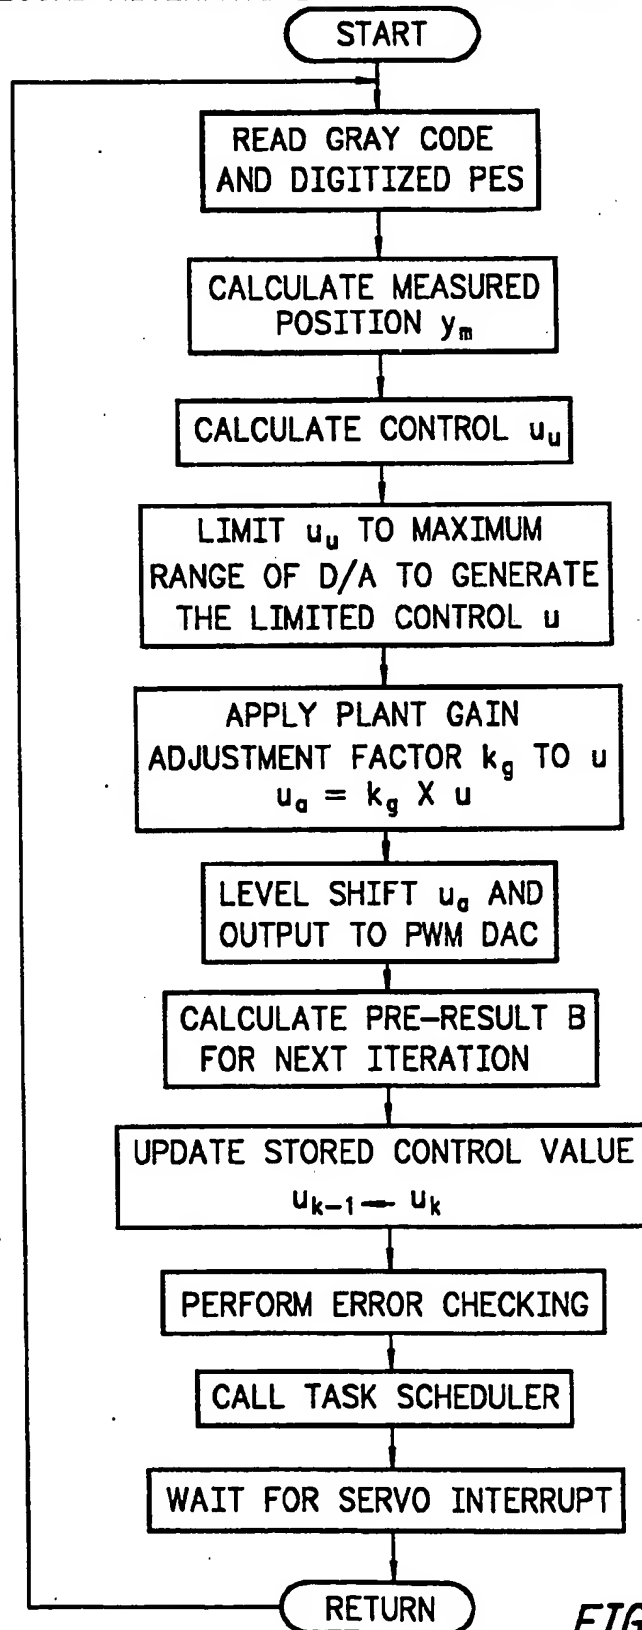 START
READ GRAY CODE
AND DIGITIZED PES
CALCULATE MEASURED
POSITION yₘ
CALCULATE CONTROL uᵤ
LIMIT uᵤ TO MAXIMUM
RANGE OF D/A TO GENERATE
THE LIMITED CONTROL u
APPLY PLANT GAIN
ADJUSTMENT FACTOR k_g TO u
uₐ = k_g X u
LEVEL SHIFT uₐ AND
OUTPUT TO PWM DAC
CALCULATE PRE-RESULT B
FOR NEXT ITERATION
UPDATE STORED CONTROL VALUE
uₖ₋₁ ← uₖ
PERFORM ERROR CHECKING
CALL TASK SCHEDULER
WAIT FOR SERVO INTERRUPT
RETURN
FIG